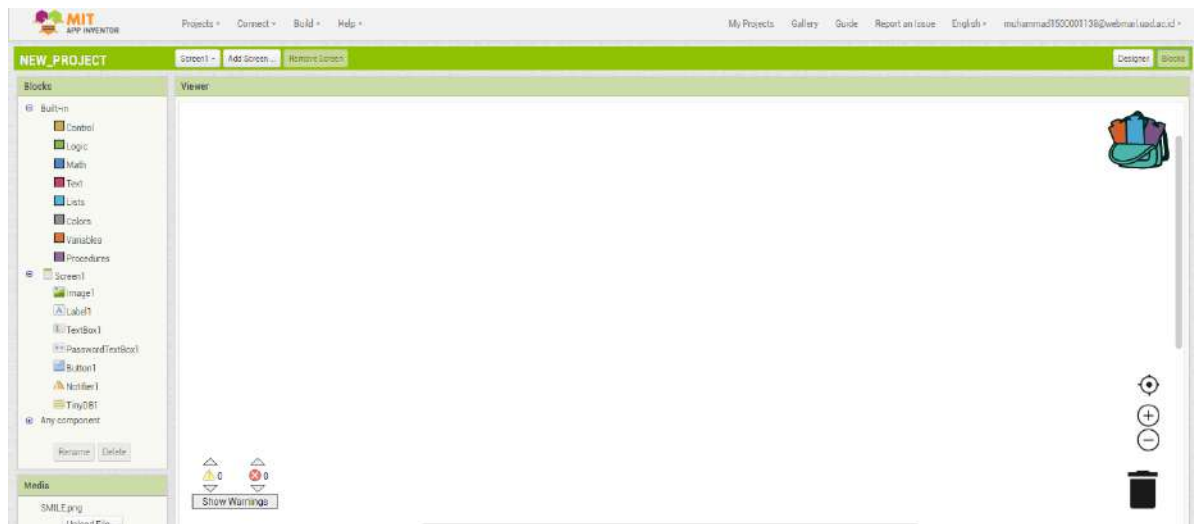 MIT
APP INVENTOR
Projects Connect Build Help
My Projects Gallery Guide Report an Issue English
NEW_PROJECT
Screen1 Add Screen ... Remove Screen
Designer Blocks
Blocks
Viewer
Built-in
Control
Logic
Math
Text
Lists
Colors
Variables
Procedures
Screen1
Image1
Label1
TextBox1
PasswordTextBox1
Button1
Notifier1
TinyDB1
Any component
Rename Delete
0 0
Show Warnings
Media
SMILE.png
Upload File